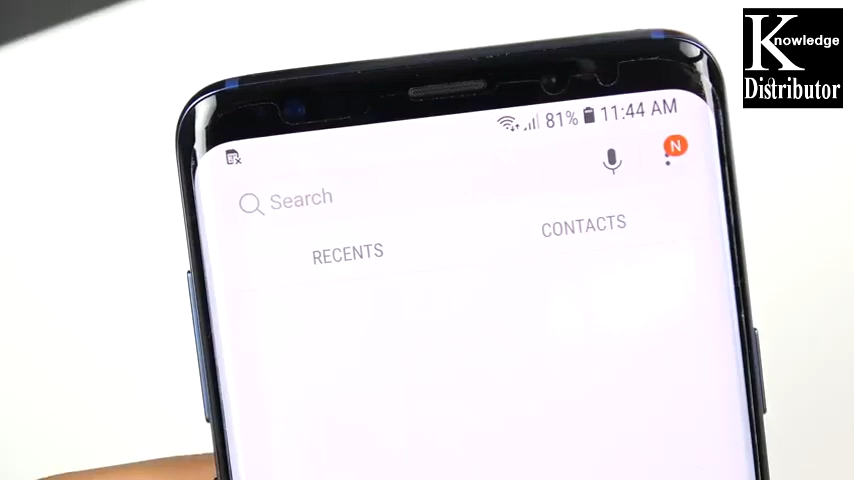 Knowledge
Distributor
81% 11:44 AM
N
Search
RECENTS
CONTACTS